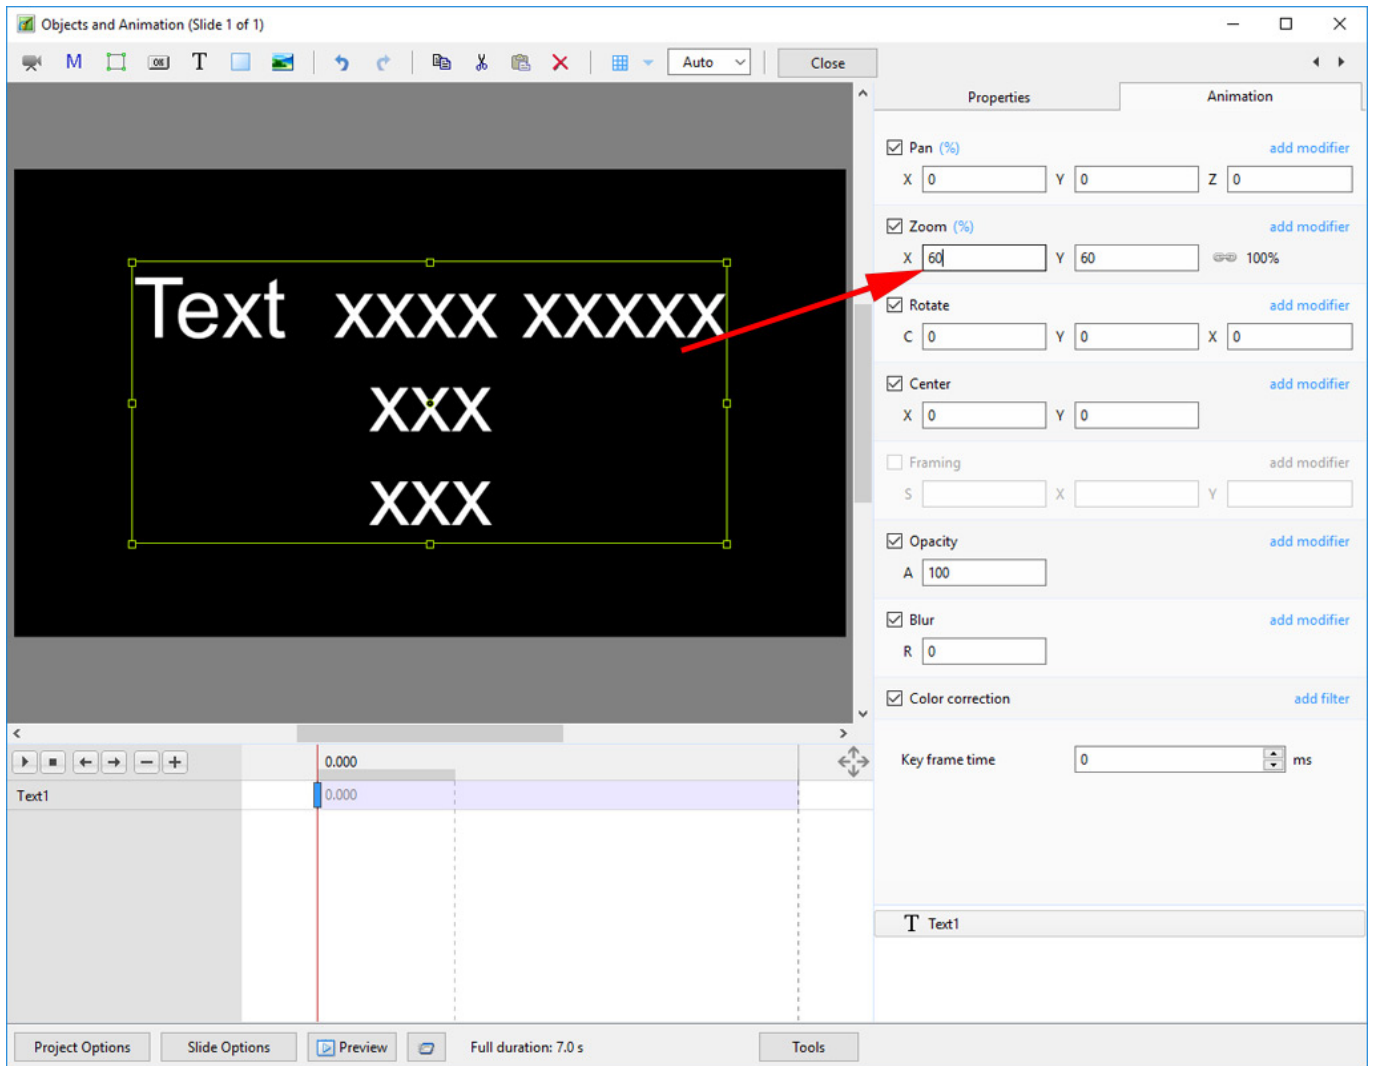 Objects and Animation (Slide 1 of 1)
M OK T Auto Close
Properties Animation
Pan (%) add modifier
X 0 Y 0 Z 0
Zoom (%) add modifier
X 60 Y 60 100%
Rotate add modifier
C 0 Y 0 X 0
Center add modifier
X 0 Y 0
Framing add modifier
S X Y
Opacity add modifier
A 100
Blur add modifier
R 0
Color correction add filter
Key frame time 0 ms
T Text1
Text xxxx xxxxx
xxx
xxx
0.000
Text1 0.000
Project Options Slide Options Preview Full duration: 7.0 s Tools